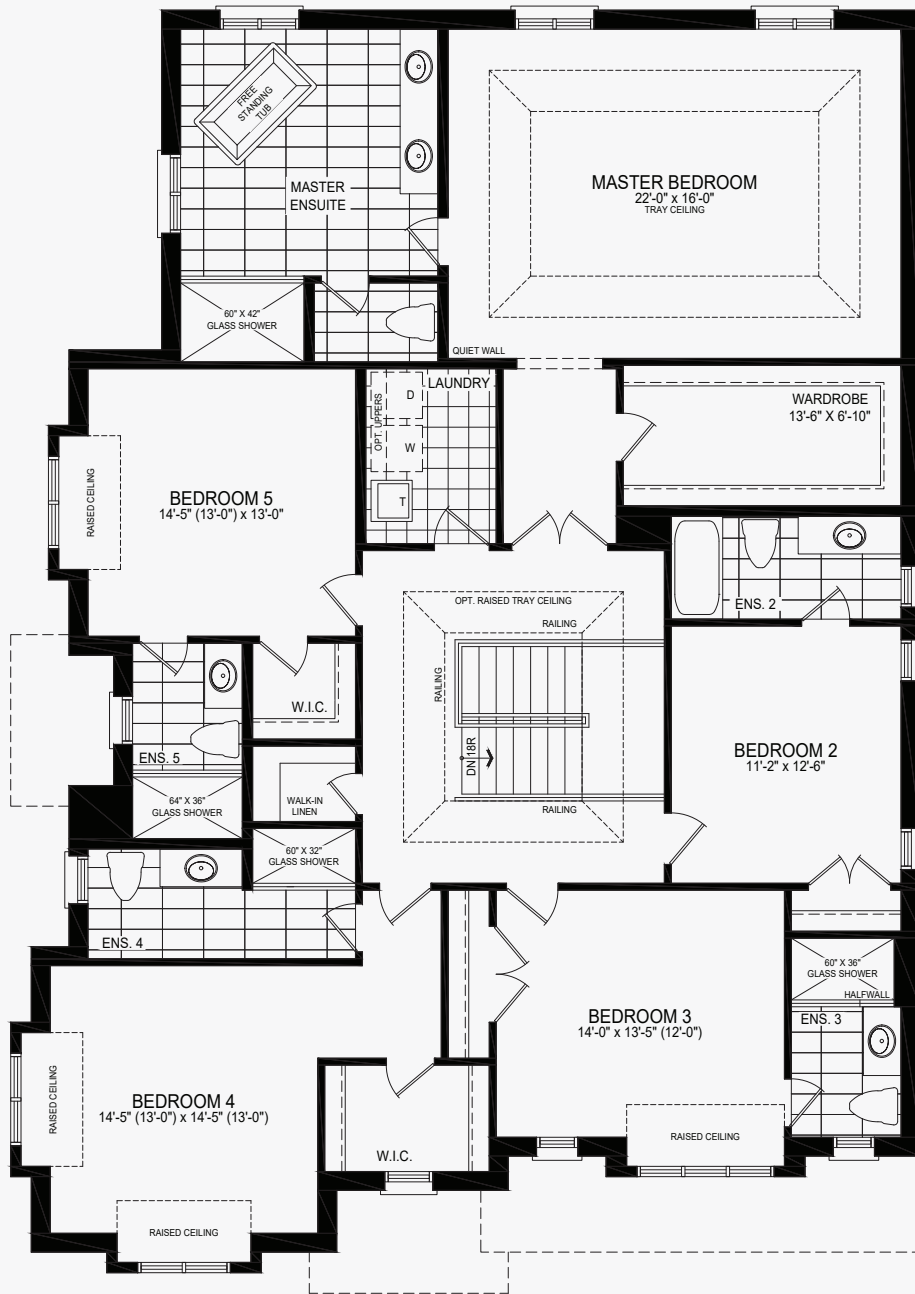 FREE
STANDING
TUB
MASTER
ENSUITE
MASTER BEDROOM
22'-0" x 16'-0"
TRAY CEILING
60" X 42"
GLASS SHOWER
QUIET WALL
LAUNDRY
OPT. UPPERS
D
W
T
WARDROBE
13'-6" X 6'-10"
RAISED CEILING
BEDROOM 5
14'-5" (13'-0") x 13'-0"
ENS. 2
OPT. RAISED TRAY CEILING
RAILING
RAILING
DN 18R
RAILING
W.I.C.
ENS. 5
64" X 36"
GLASS SHOWER
WALK-IN
LINEN
BEDROOM 2
11'-2" x 12'-6"
60" X 32"
GLASS SHOWER
ENS. 4
60" X 36"
GLASS SHOWER
HALFWALL
ENS. 3
BEDROOM 3
14'-0" x 13'-5" (12'-0")
RAISED CEILING
RAISED CEILING
BEDROOM 4
14'-5" (13'-0") x 14'-5" (13'-0")
W.I.C.
RAISED CEILING